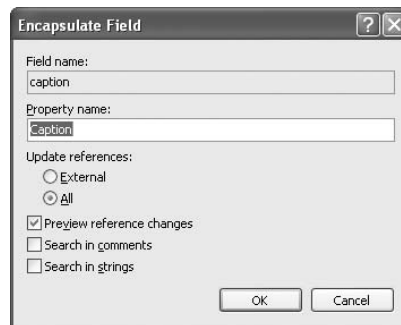 Encapsulate Field
Field name:
caption
Property name:
Caption
Update references:
External
All
Preview reference changes
Search in comments
Search in strings
OK Cancel